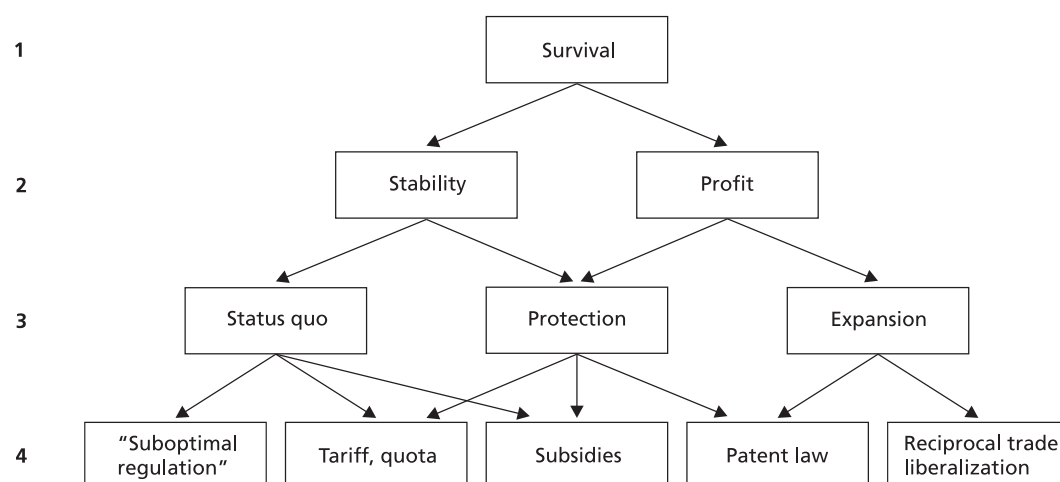 1
Survival
2
Stability
Profit
3
Status quo
Protection
Expansion
4
“Suboptimal
regulation”
Tariff, quota
Subsidies
Patent law
Reciprocal trade
liberalization